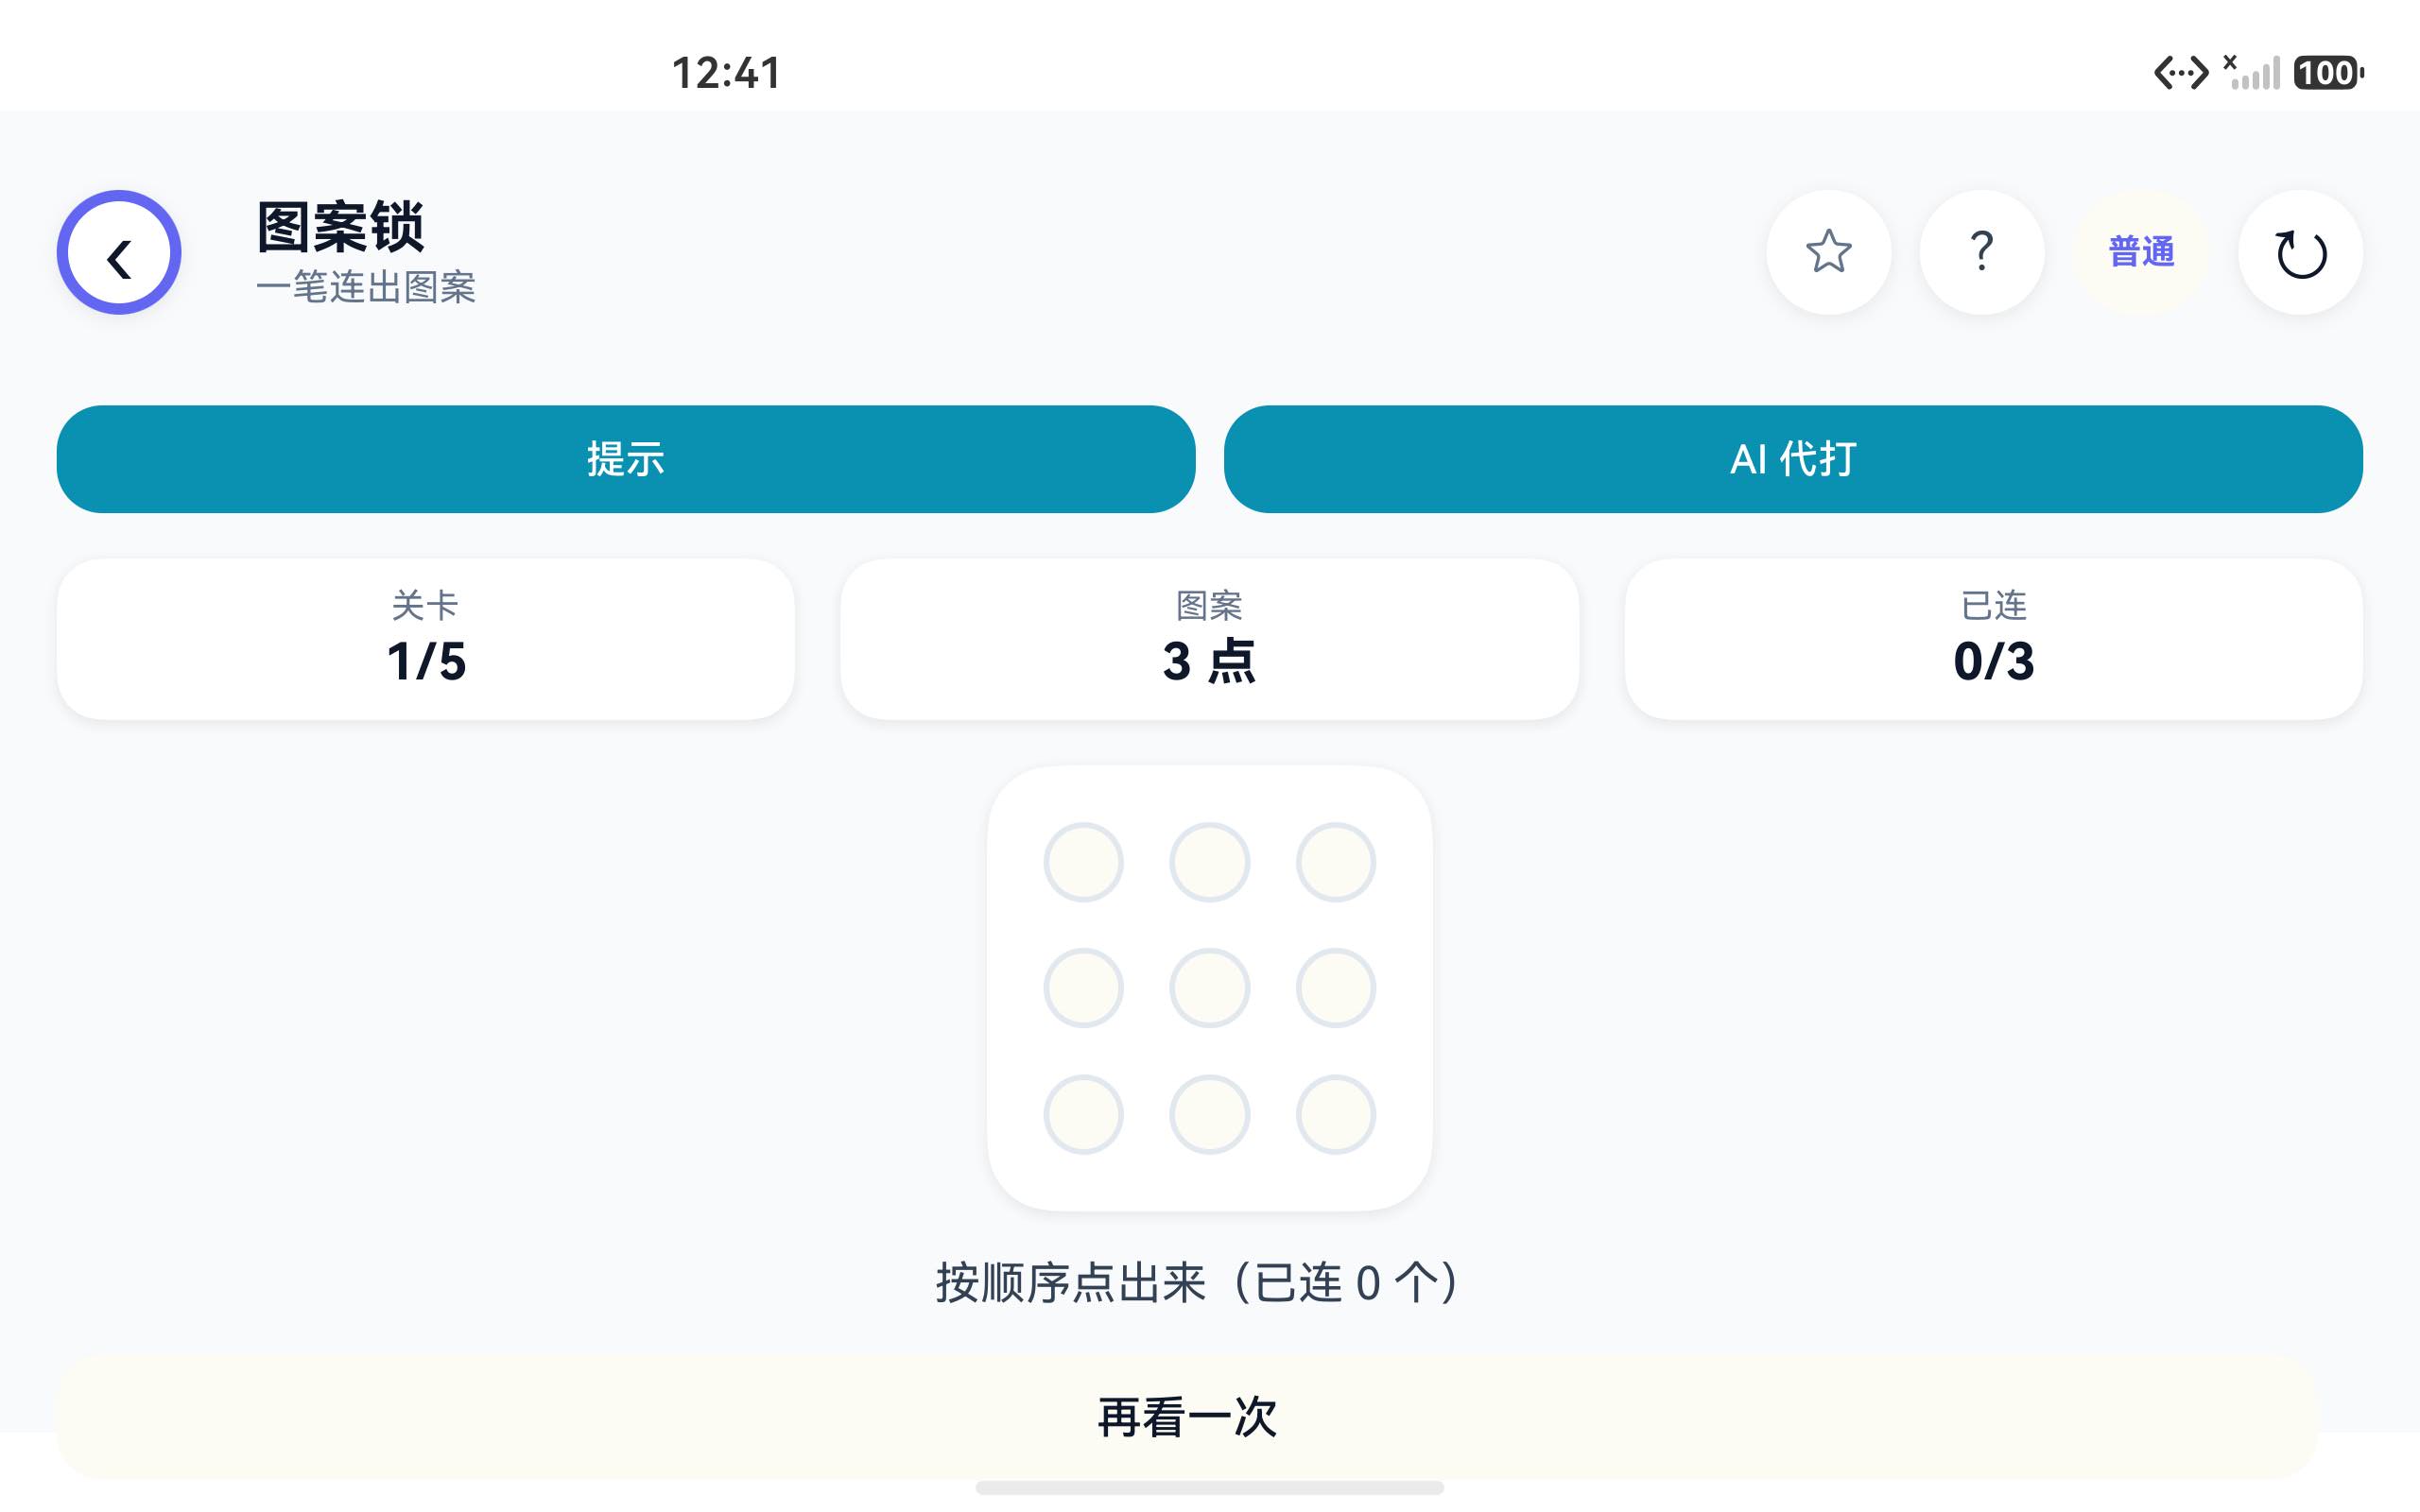 12:41
100
图案锁
一笔连出图案
?
普通
提示
AI 代打
关卡
1/5
图案
3 点
已连
0/3
按顺序点出来（已连 0 个）
再看一次